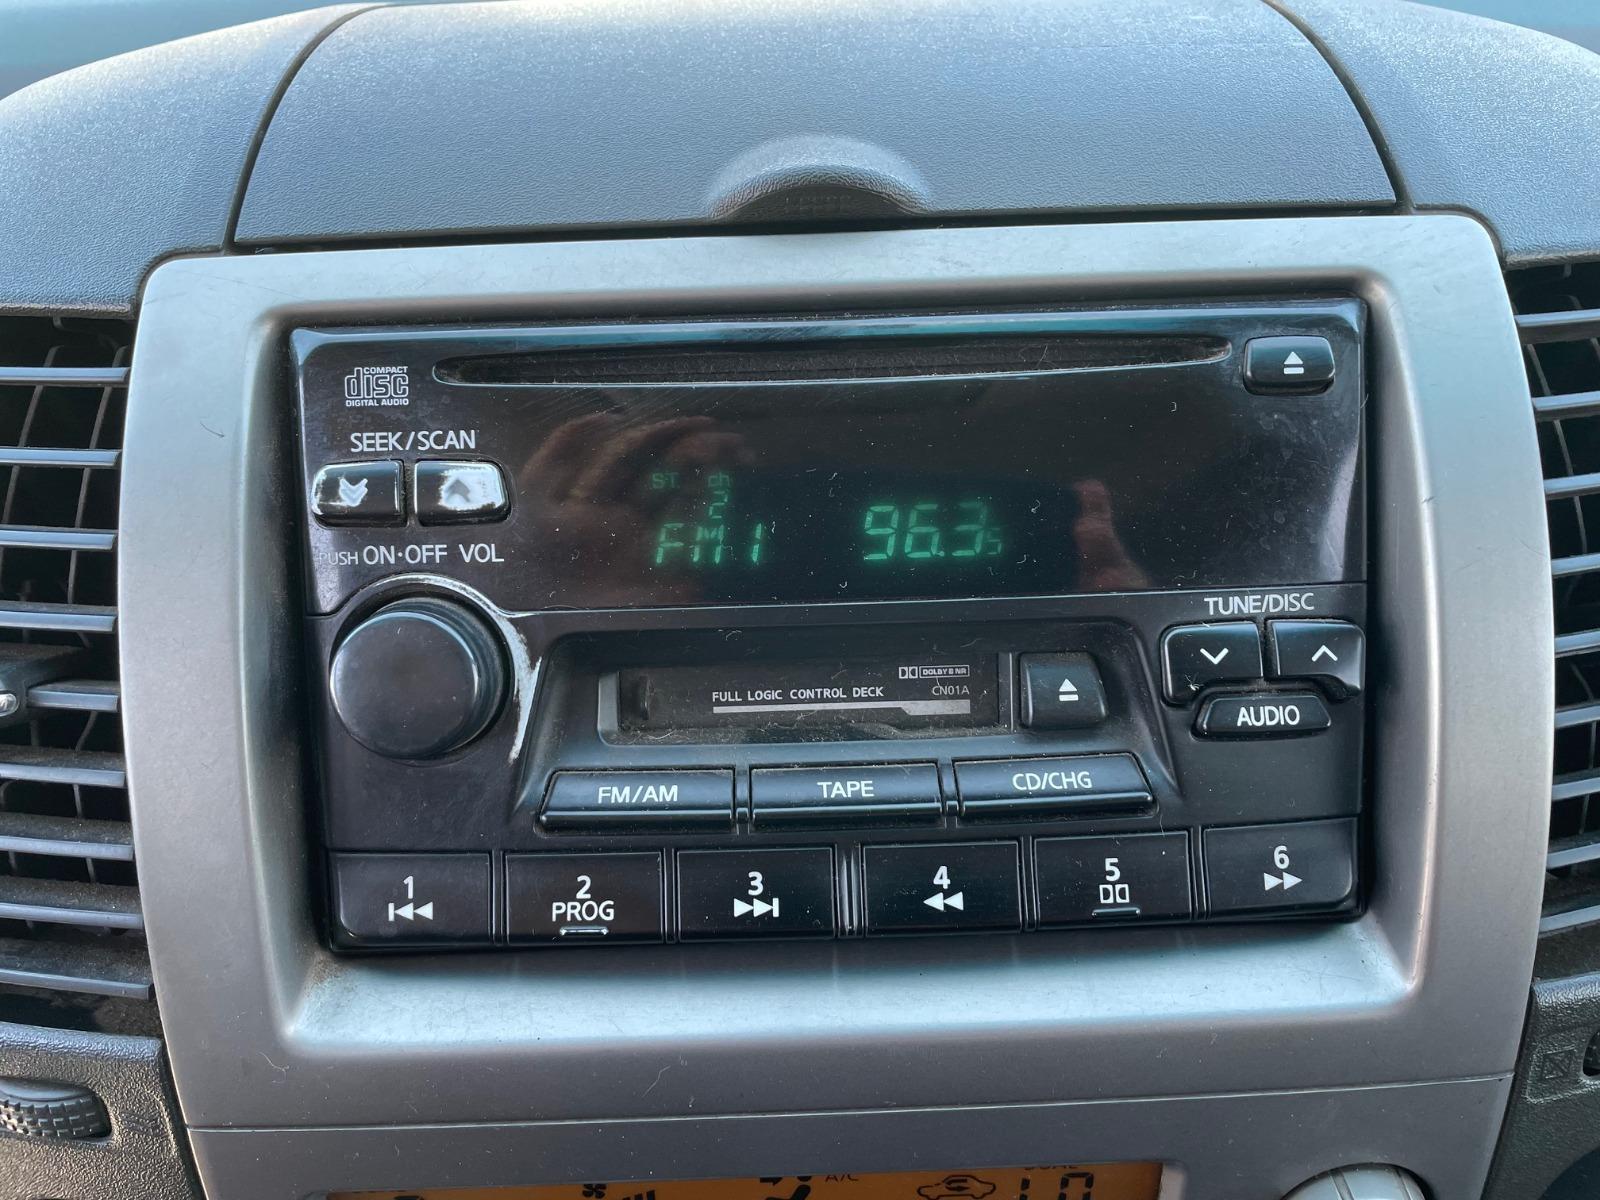 COMPACT
disc
DIGITAL AUDIO
SEEK/SCAN
ST ch
2
FM1 96.35
PUSH ON·OFF VOL
TUNE/DISC
DOLBY B NR
FULL LOGIC CONTROL DECK CN01A
AUDIO
FM/AM TAPE CD/CHG
1 2 3 4 5 6
PROG
A/C